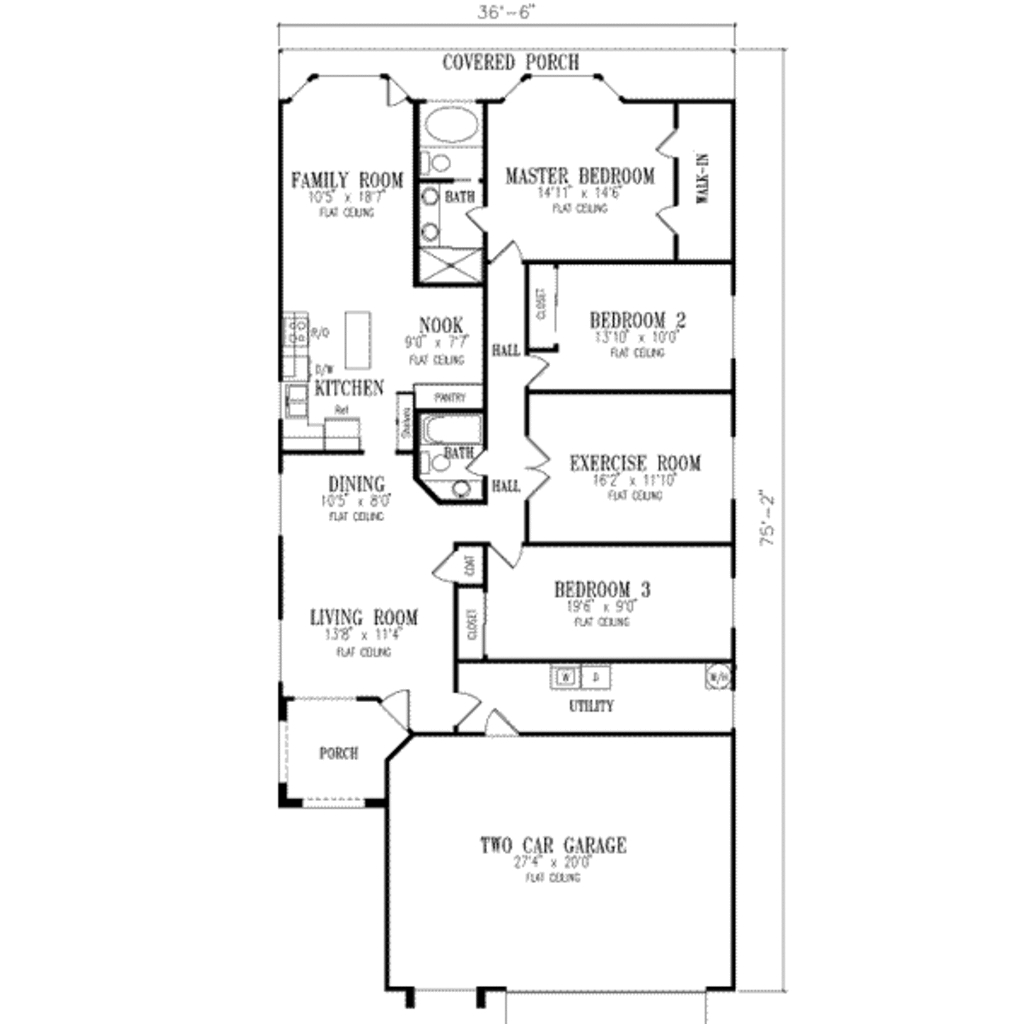 36'-6"
COVERED PORCH
FAMILY ROOM
10'5" x 18'7"
FLAT CEILING
BATH
MASTER BEDROOM
14'11" x 14'6"
FLAT CEILING
WALK-IN
CLOSET
BEDROOM 2
13'10" x 10'0"
FLAT CEILING
R/O
NOOK
9'0" x 7'7"
FLAT CEILING
HALL
D/W
KITCHEN
PANTRY
Ref
Shelves
BATH
HALL
EXERCISE ROOM
16'2" x 11'10"
FLAT CEILING
DINING
10'5" x 8'0"
FLAT CEILING
75'-2"
COAT
BEDROOM 3
19'6" x 9'0"
FLAT CEILING
LIVING ROOM
13'8" x 11'4"
FLAT CEILING
CLOSET
W
D
W/H
UTILITY
PORCH
TWO CAR GARAGE
27'4" x 20'0"
FLAT CEILING